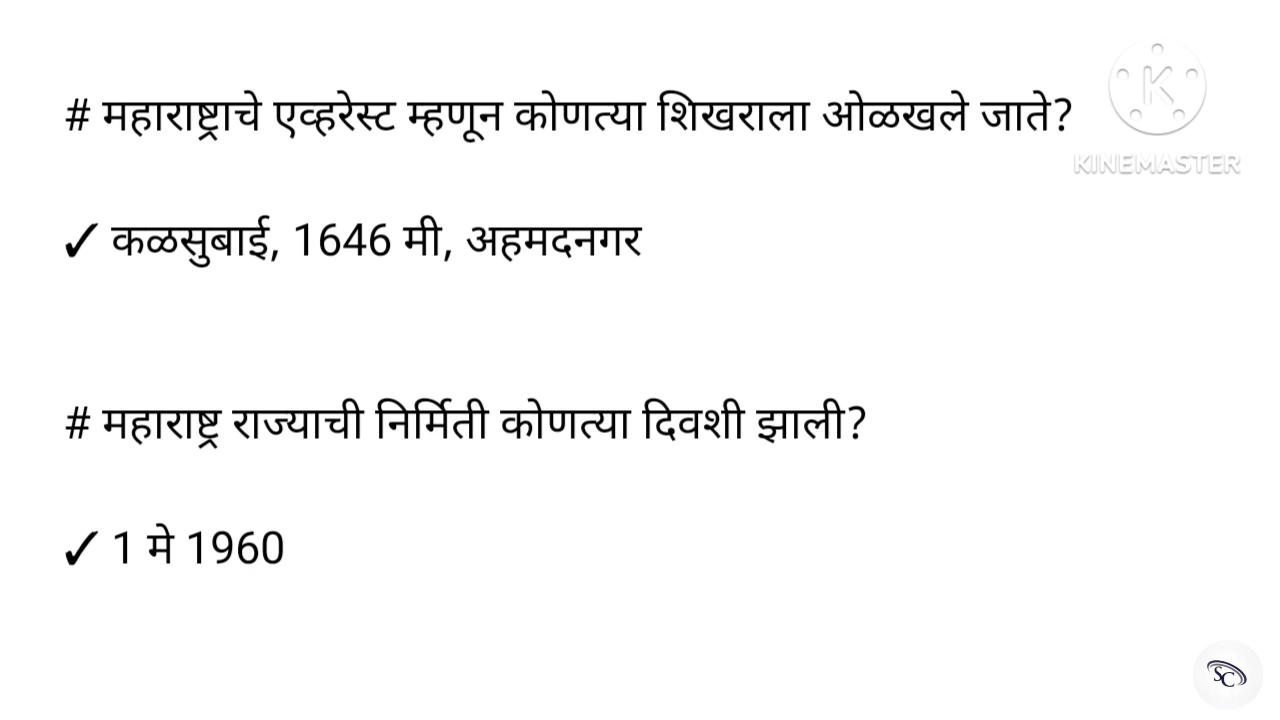 # महाराष्ट्राचे एव्हरेस्ट म्हणून कोणत्या शिखराला ओळखले जाते?
KINEMASTER
✓ कळसुबाई, 1646 मी, अहमदनगर
# महाराष्ट्र राज्याची निर्मिती कोणत्या दिवशी झाली?
✓ 1 मे 1960
SC